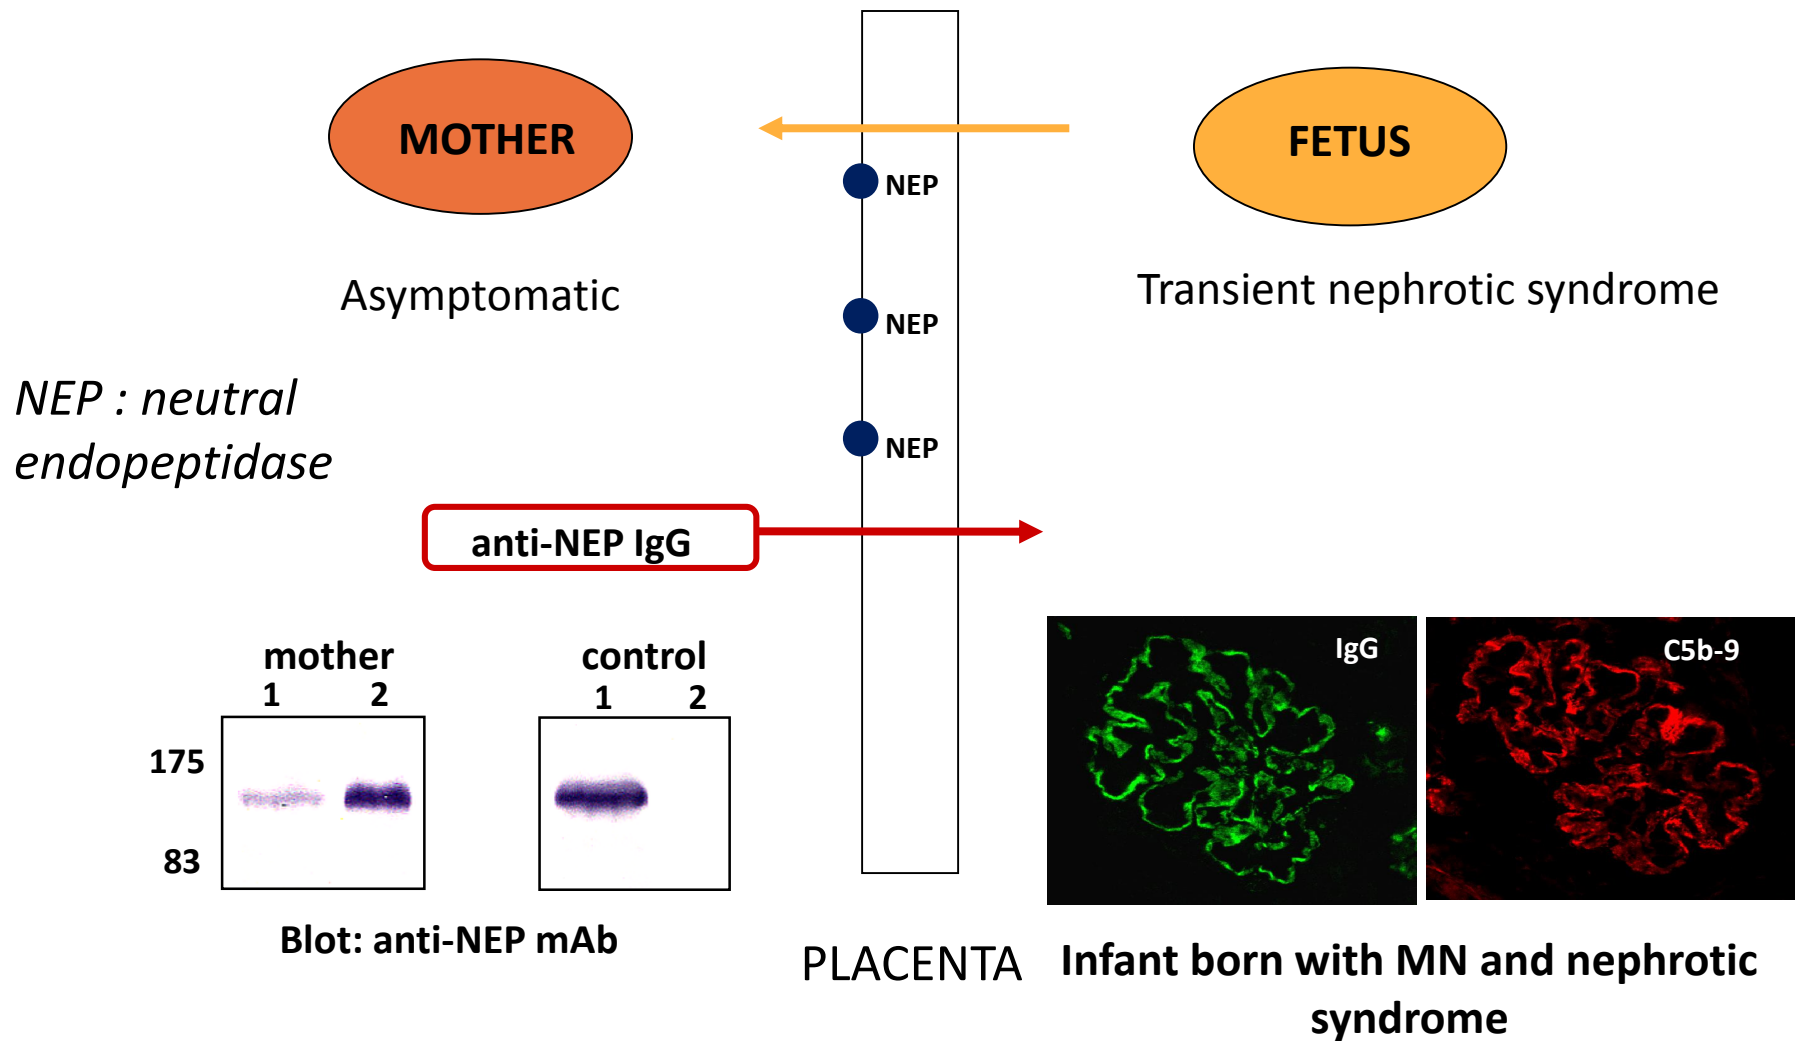 MOTHER
FETUS
NEP
Asymptomatic
Transient nephrotic syndrome
NEP
NEP : neutral
endopeptidase
NEP
anti-NEP IgG
mother
1 2
control
1 2
175
83
Blot: anti-NEP mAb
PLACENTA
IgG
C5b-9
Infant born with MN and nephrotic
syndrome